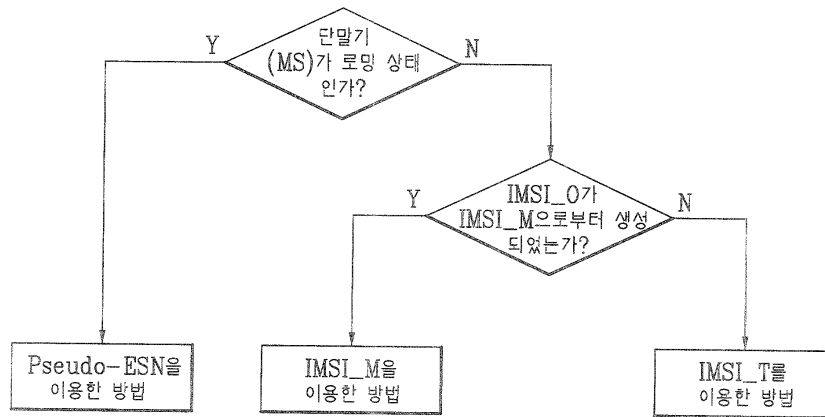 단말기
(MS)가 로밍 상태
인가?
Y
N
IMSI_O가
IMSI_M으로부터 생성
되었는가?
Y
N
Pseudo-ESN을
이용한 방법
IMSI_M을
이용한 방법
IMSI_T를
이용한 방법